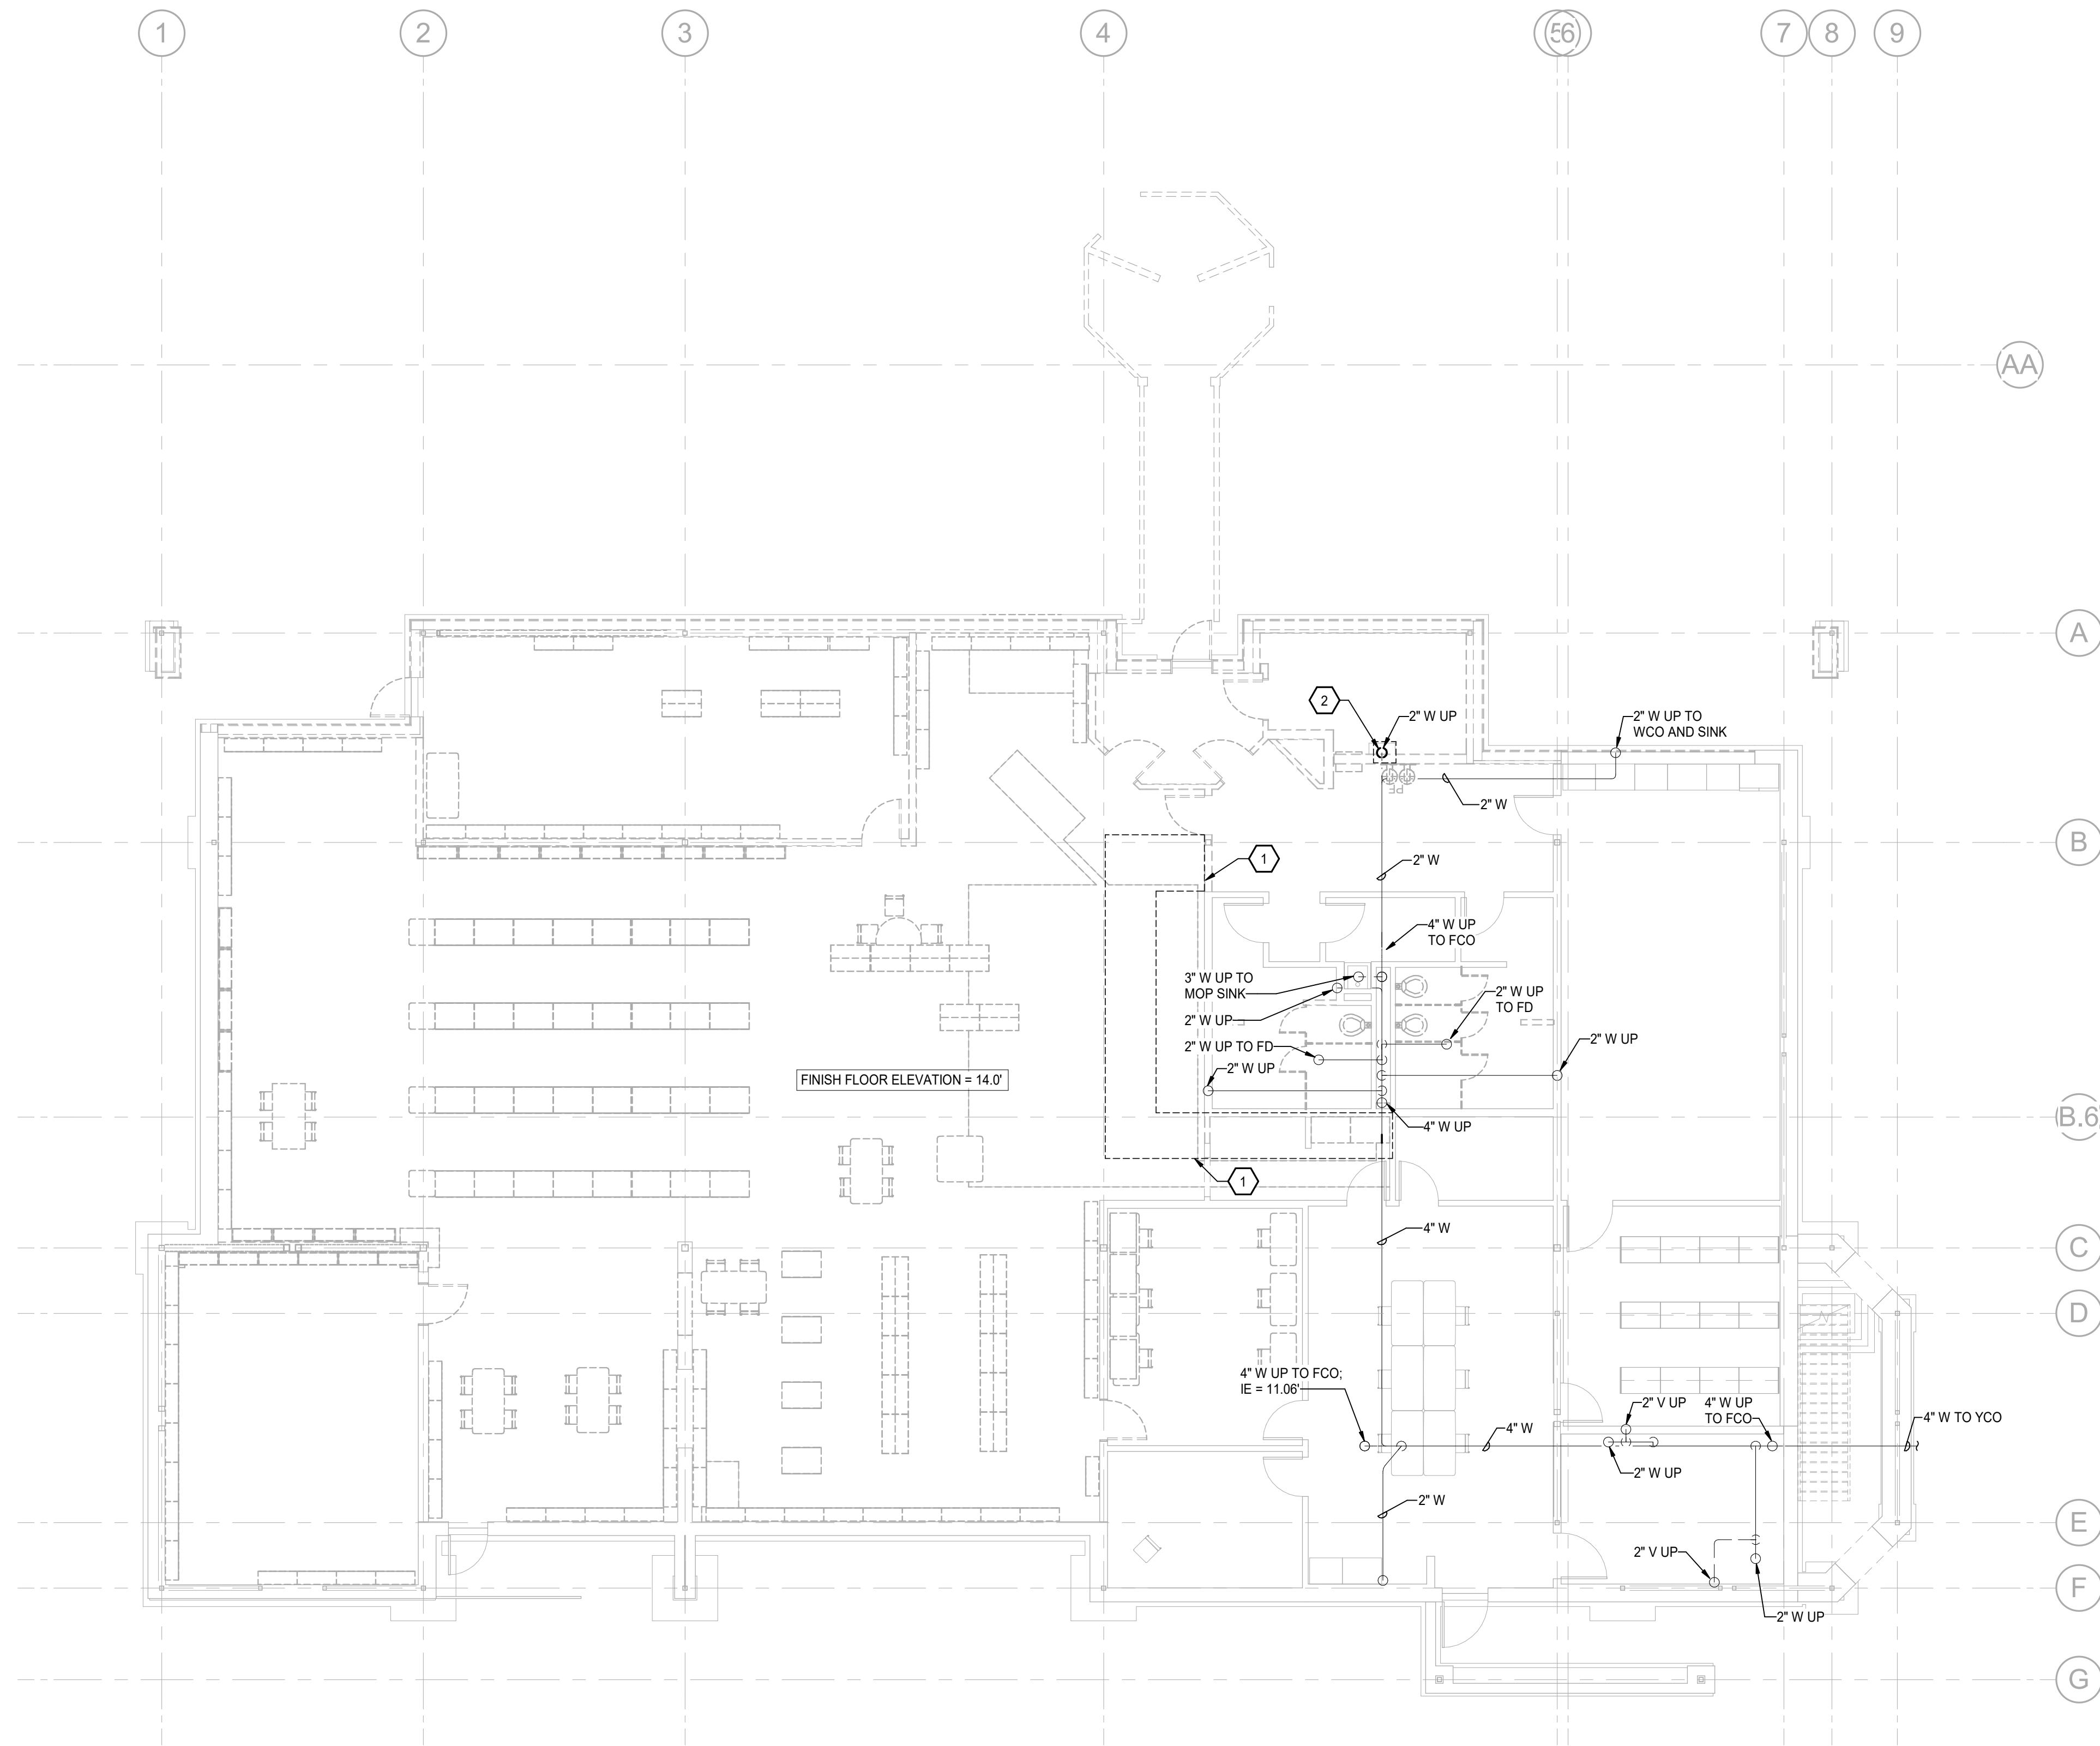 1
2
3
4
5
6
7
8
9
AA
A
2
2" W UP
2" W UP TO
WCO AND SINK
2" W
B
1
2" W
4" W UP
TO FCO
3" W UP TO
MOP SINK
2" W UP
TO FD
2" W UP
2" W UP
2" W UP TO FD
2" W UP
FINISH FLOOR ELEVATION = 14.0'
B.6
4" W UP
1
4" W
C
D
4" W UP TO FCO;
IE = 11.06'
2" V UP
4" W UP
TO FCO
4" W TO YCO
4" W
2" W UP
2" W
E
2" V UP
F
2" W UP
G